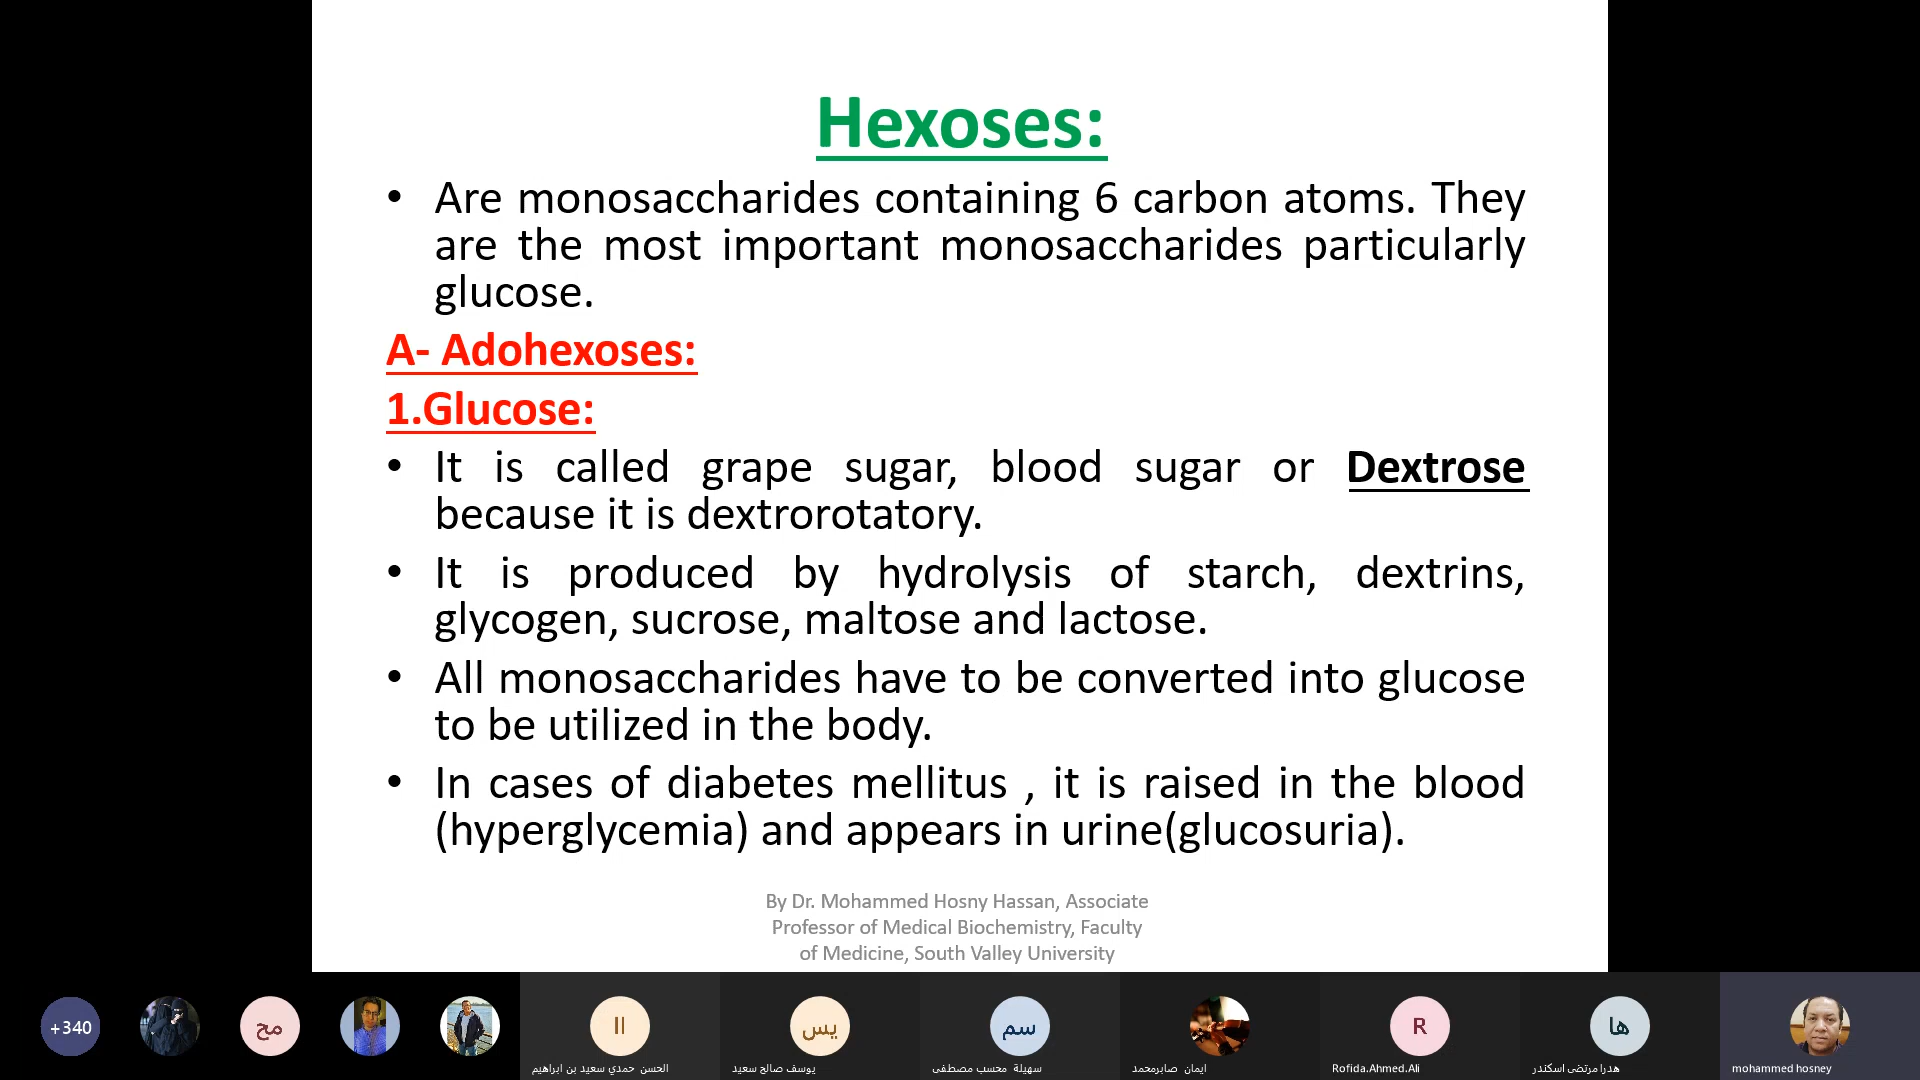 Hexoses:
• Are monosaccharides containing 6 carbon atoms. They
are the most important monosaccharides particularly
glucose.
A- Adohexoses:
1.Glucose:
• It is called grape sugar, blood sugar or Dextrose
because it is dextrorotatory.
• It is produced by hydrolysis of starch, dextrins,
glycogen, sucrose, maltose and lactose.
• All monosaccharides have to be converted into glucose
to be utilized in the body.
• In cases of diabetes mellitus , it is raised in the blood
(hyperglycemia) and appears in urine(glucosuria).
By Dr. Mohammed Hosny Hassan, Associate
Professor of Medical Biochemistry, Faculty
of Medicine, South Valley University
+340
مح
اا
يس
سم
R
ها
الحسن حمدي سعيد بن ابراهيم
يوسف صالح سعيد
سهيلة محسب مصطفى
ايمان صابرمحمد
Rofida.Ahmed.Ali
هدرا مرتضى اسكندر
mohammed hosney